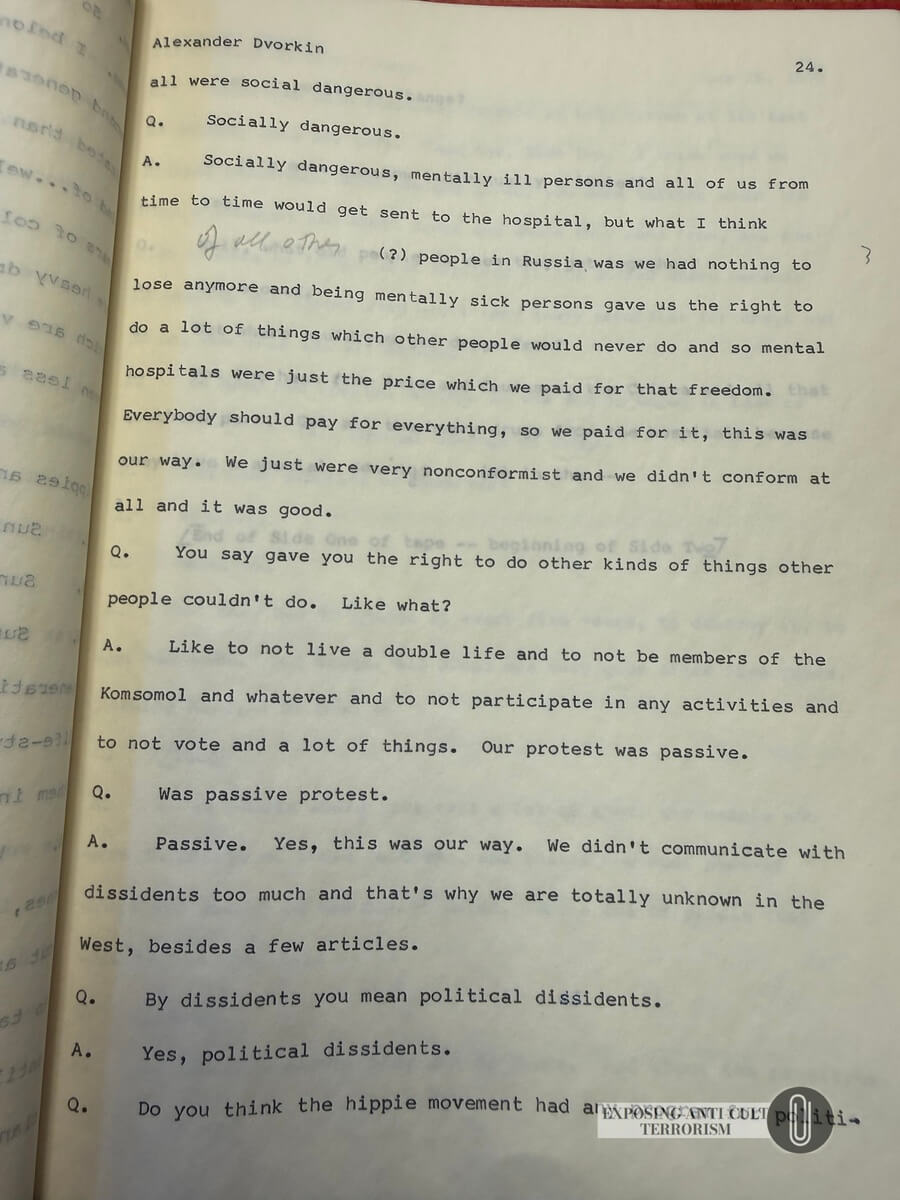 Alexander Dvorkin
24.
all were social dangerous.
Q. Socially dangerous.
A. Socially dangerous, mentally ill persons and all of us from
time to time would get sent to the hospital, but what I think
of all other (?) people in Russia was we had nothing to
lose anymore and being mentally sick persons gave us the right to
do a lot of things which other people would never do and so mental
hospitals were just the price which we paid for that freedom.
Everybody should pay for everything, so we paid for it, this was
our way. We just were very nonconformist and we didn't conform at
all and it was good.
Q. You say gave you the right to do other kinds of things other
people couldn't do. Like what?
A. Like to not live a double life and to not be members of the
Komsomol and whatever and to not participate in any activities and
to not vote and a lot of things. Our protest was passive.
Q. Was passive protest.
A. Passive. Yes, this was our way. We didn't communicate with
dissidents too much and that's why we are totally unknown in the
West, besides a few articles.
Q. By dissidents you mean political dissidents.
A. Yes, political dissidents.
Q. Do you think the hippie movement had any politi-
EXPOSING ANTI CULT
TERRORISM